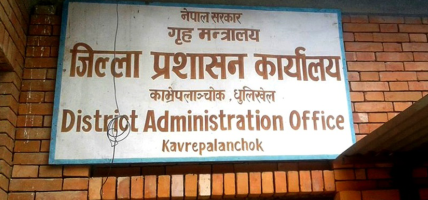 नेपाल सरकार
गृह मन्त्रालय
जिल्ला प्रशासन कार्यालय
काभ्रेपलाञ्चोक, धुलिखेल
District Administration Office
Kavrepalanchok